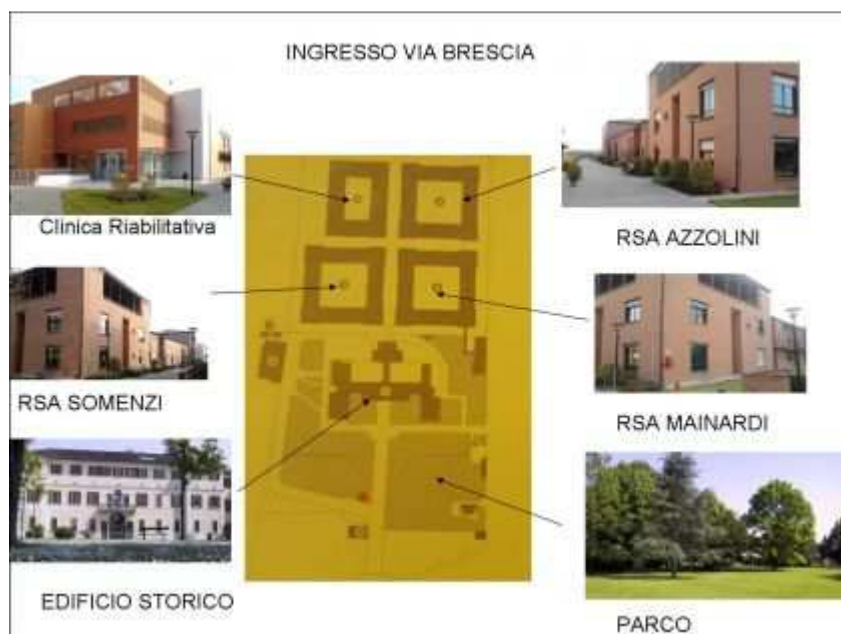 INGRESSO VIA BRESCIA
Clinica Riabilitativa
RSA AZZOLINI
RSA SOMENZI
RSA MAINARDI
EDIFICIO STORICO
PARCO